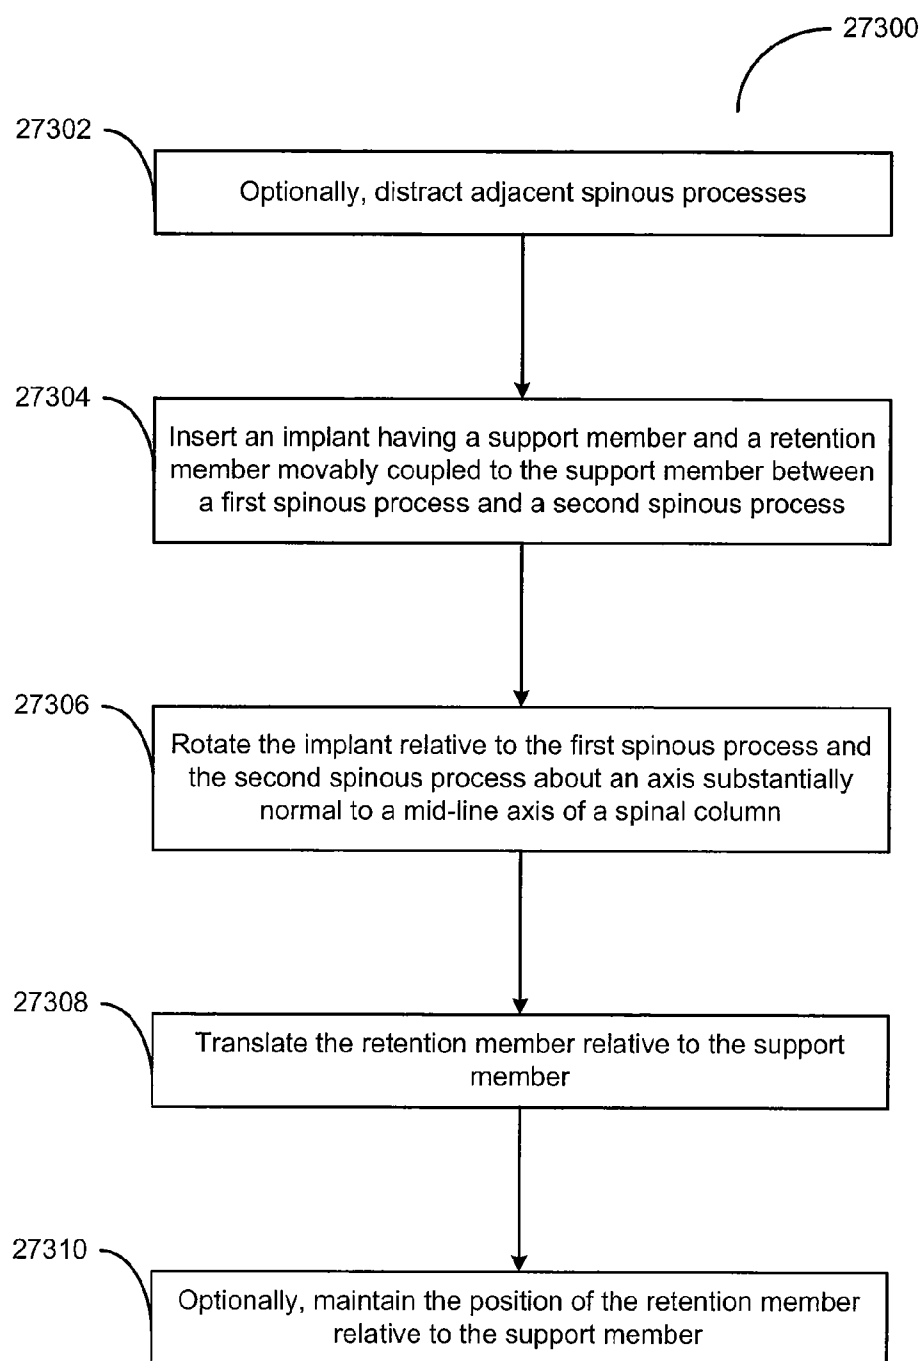 27300
27302
Optionally, distract adjacent spinous processes
27304
Insert an implant having a support member and a retention
member movably coupled to the support member between
a first spinous process and a second spinous process
27306
Rotate the implant relative to the first spinous process and
the second spinous process about an axis substantially
normal to a mid-line axis of a spinal column
27308
Translate the retention member relative to the support
member
27310
Optionally, maintain the position of the retention member
relative to the support member